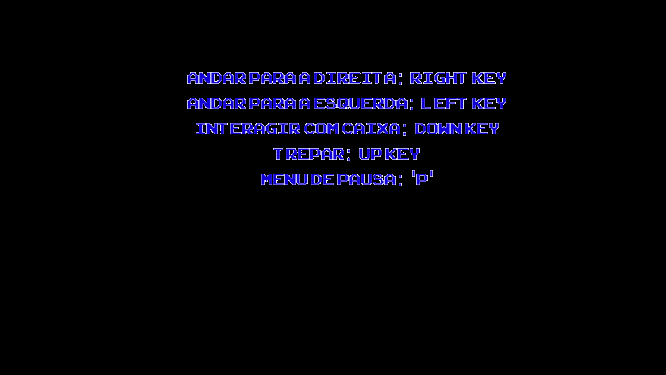 ANDAR PARA A DIREITA: RIGHT KEY
ANDAR PARA A ESQUERDA: LEFT KEY
INTERAGIR COM CAIXA: DOWN KEY
TREPAR: UP KEY
MENU DE PAUSA: 'P'